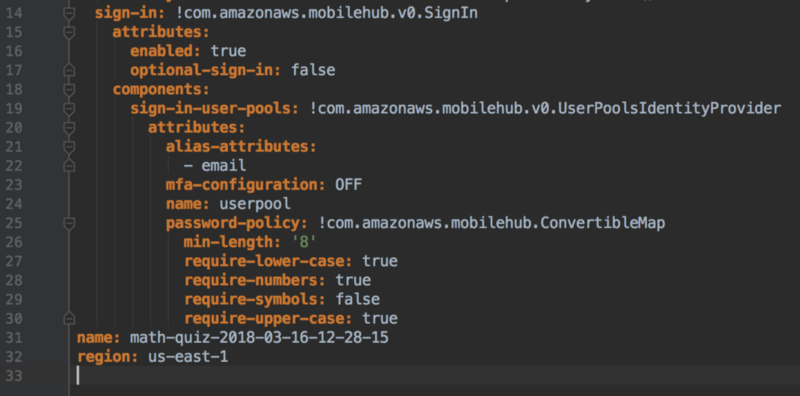 14 sign-in: !com.amazonaws.mobilehub.v0.SignIn
15 attributes:
16 enabled: true
17 optional-sign-in: false
18 components:
19 sign-in-user-pools: !com.amazonaws.mobilehub.v0.UserPoolsIdentityProvider
20 attributes:
21 alias-attributes:
22 - email
23 mfa-configuration: OFF
24 name: userpool
25 password-policy: !com.amazonaws.mobilehub.ConvertibleMap
26 min-length: '8'
27 require-lower-case: true
28 require-numbers: true
29 require-symbols: false
30 require-upper-case: true
31 name: math-quiz-2018-03-16-12-28-15
32 region: us-east-1
33